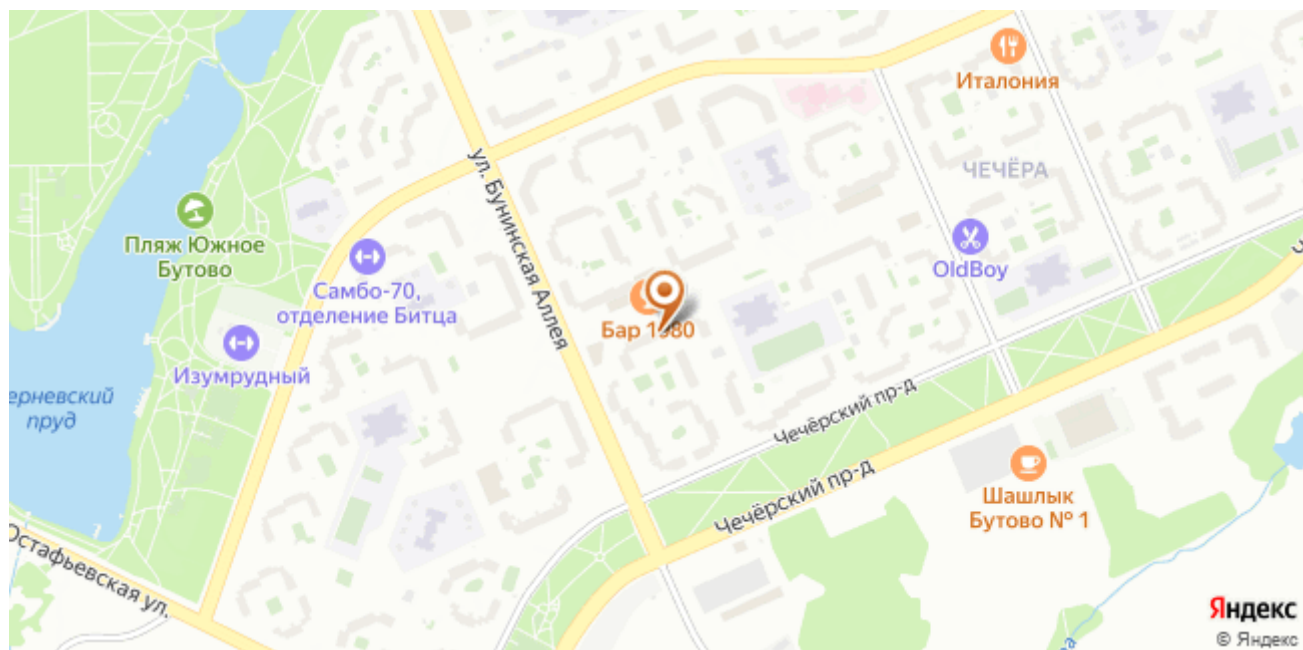 Италония
ЧЕЧЁРА
ул. Бунинская Аллея
Пляж Южное
Бутово
OldBoy
Самбо-70,
отделение Битца
Бар 1980
Изумрудный
пруд
Чечёрский пр-д
Чечёрский пр-д
Шашлык
Бутово № 1
Остафьевская ул.
Яндекс
© Яндекс